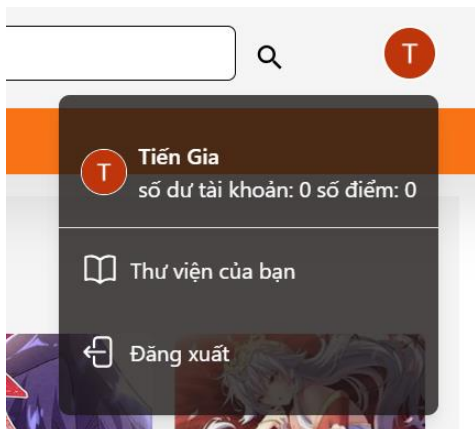 T
T
Tiến Gia
số dư tài khoản: 0 số điểm: 0
Thư viện của bạn
Đăng xuất